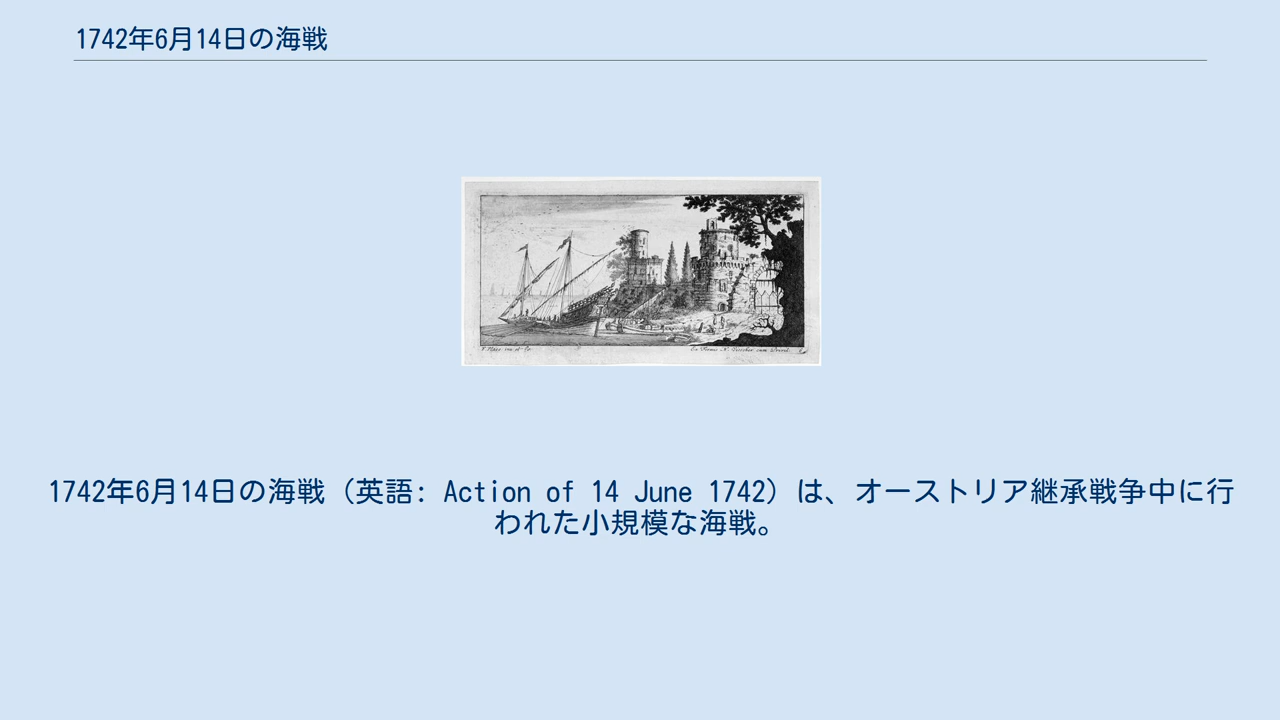 1742年6月14日の海戦
1742年6月14日の海戦（英語: Action of 14 June 1742）は、オーストリア継承戦争中に行
われた小規模な海戦。